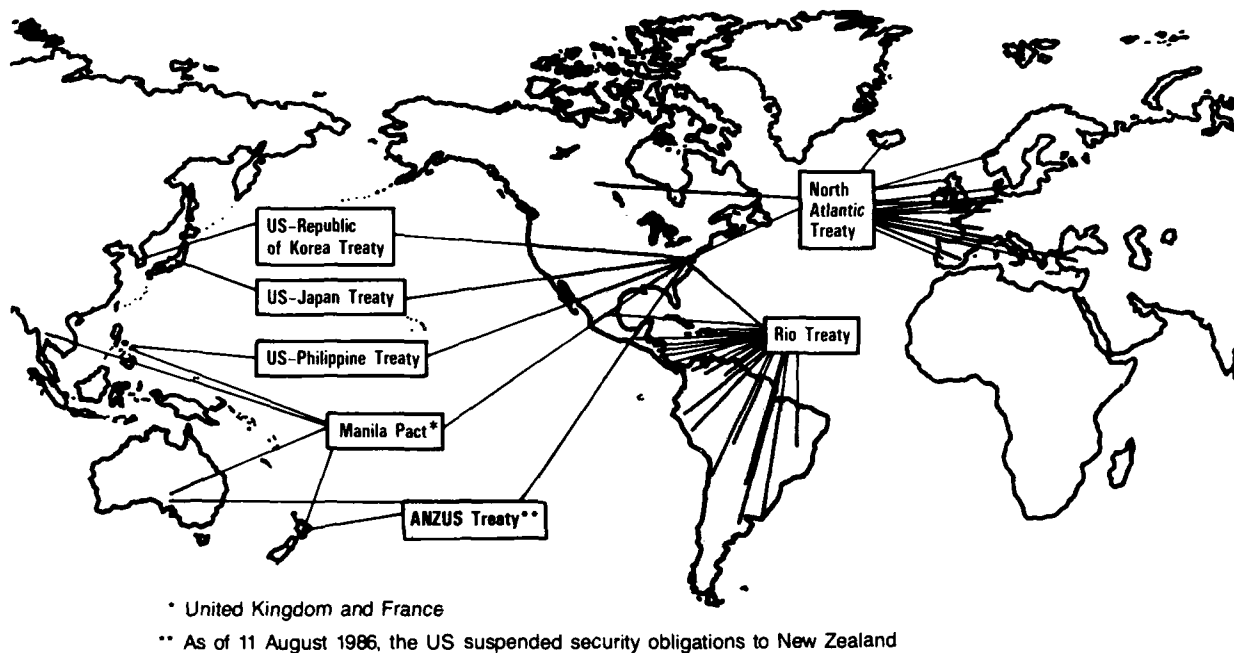 North
Atlantic
Treaty
US-Republic
of Korea Treaty
US-Japan Treaty
US-Philippine Treaty
Rio Treaty
Manila Pact*
ANZUS Treaty**
* United Kingdom and France
** As of 11 August 1986, the US suspended security obligations to New Zealand